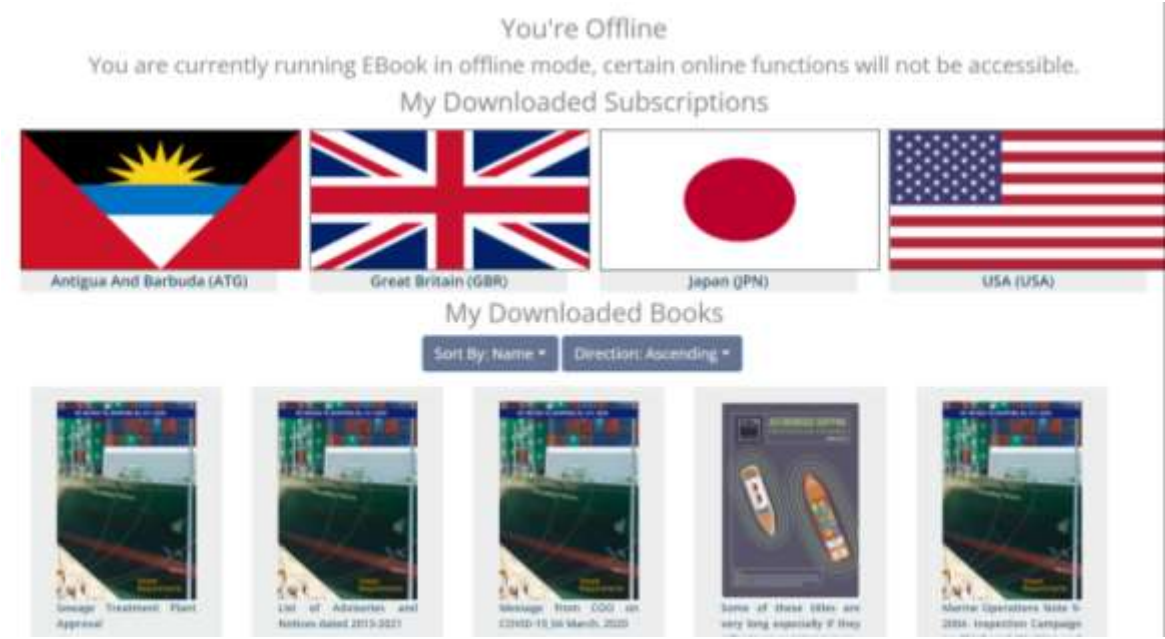 You're Offline
You are currently running EBook in offline mode, certain online functions will not be accessible.
My Downloaded Subscriptions
Antigua And Barbuda (ATG)
Great Britain (GBR)
Japan (JPN)
USA (USA)
My Downloaded Books
Sort By: Name
Direction: Ascending
Sewage Treatment Plant
Approval
List of Advisories and
Notices dated 2013-2021
Message from COO on
COVID-19, 06 March, 2020
Some of these titles are
very long especially if they
Marine Operations Note
Inspection Campaign